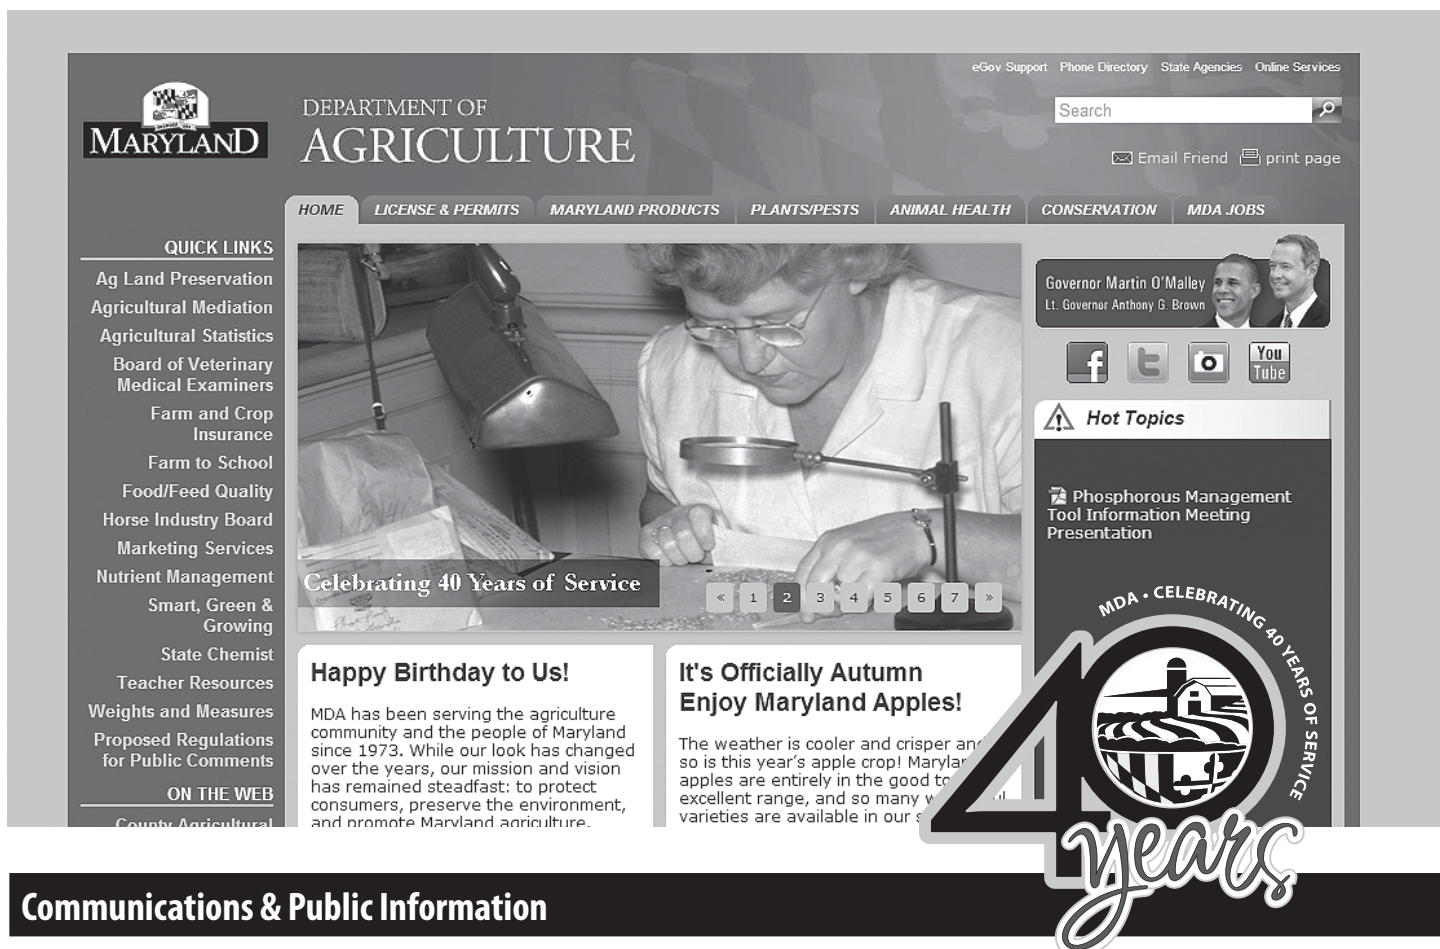 eGov Support Phone Directory State Agencies Online Services
MARYLAND
DEPARTMENT OF
AGRICULTURE
Search
Email Friend print page
HOME LICENSE & PERMITS MARYLAND PRODUCTS PLANTS/PESTS ANIMAL HEALTH CONSERVATION MDA JOBS
QUICK LINKS
Ag Land Preservation
Agricultural Mediation
Agricultural Statistics
Board of Veterinary
Medical Examiners
Farm and Crop
Insurance
Farm to School
Food/Feed Quality
Horse Industry Board
Marketing Services
Nutrient Management
Smart, Green &
Growing
State Chemist
Teacher Resources
Weights and Measures
Proposed Regulations
for Public Comments
ON THE WEB
County Agricultural
Celebrating 40 Years of Service
« 1 2 3 4 5 6 7 »
Governor Martin O'Malley
Lt. Governor Anthony G. Brown
f t You Tube
Hot Topics
Phosphorous Management
Tool Information Meeting
Presentation
Happy Birthday to Us!
MDA has been serving the agriculture
community and the people of Maryland
since 1973. While our look has changed
over the years, our mission and vision
has remained steadfast: to protect
consumers, preserve the environment,
and promote Maryland agriculture.
It's Officially Autumn
Enjoy Maryland Apples!
The weather is cooler and crisper and
so is this year's apple crop!
apples are entirely in the good
excellent range, and so many
varieties are available in our
MDA • CELEBRATING 40 YEARS OF SERVICE
40
years
Communications & Public Information